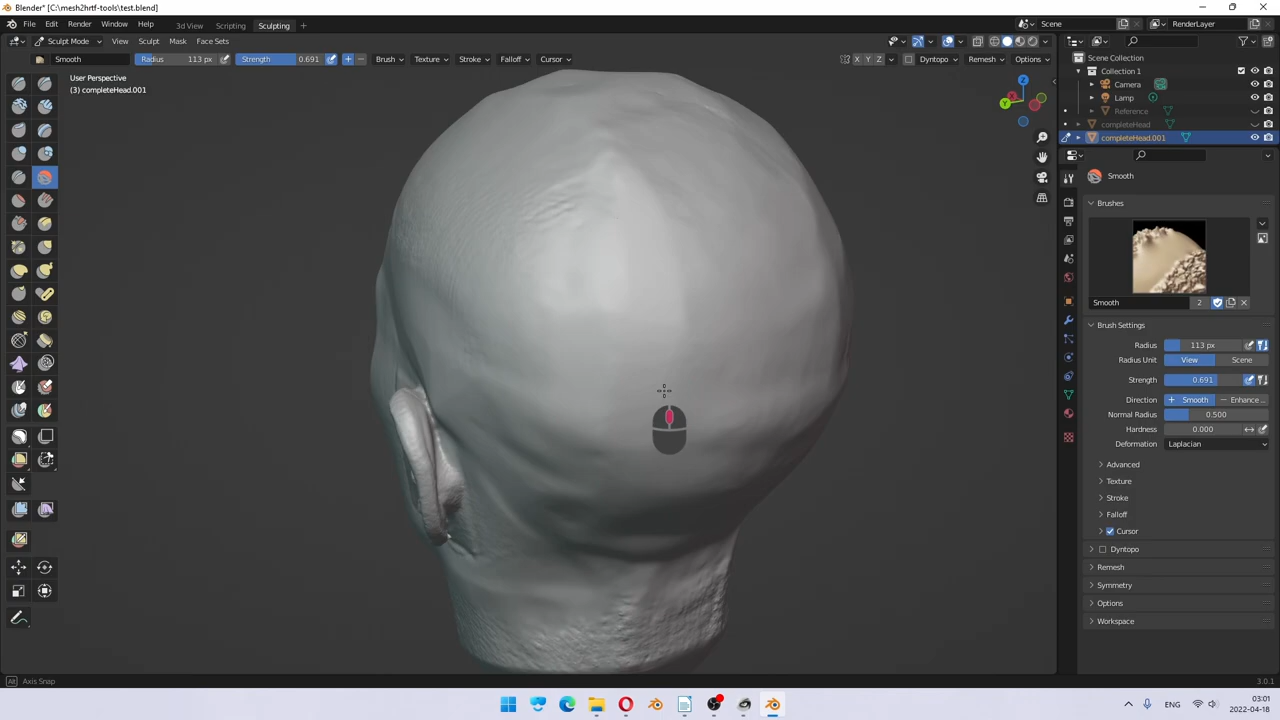 Blender* [C:\mesh2hrtf-tools\test.blend]
File Edit Render Window Help 3d View Scripting Sculpting Scene RenderLayer
Sculpt Mode View Sculpt Mask Face Sets
Smooth Radius 113 px Strength 0.691 Brush Texture Stroke Falloff Cursor X Y Z Dyntopo Remesh Options
User Perspective
(3) completeHead.001
Scene Collection
Collection 1
Camera
Lamp
Reference
completeHead
completeHead.001
Smooth
Brushes
Smooth 2
Brush Settings
Radius 113 px
Radius Unit View Scene
Strength 0.691
Direction Smooth Enhance...
Normal Radius 0.500
Hardness 0.000
Deformation Laplacian
Advanced
Texture
Stroke
Falloff
Cursor
Dyntopo
Remesh
Symmetry
Options
Workspace
Alt Axis Snap 3.0.1
ENG 03:01
2022-04-18